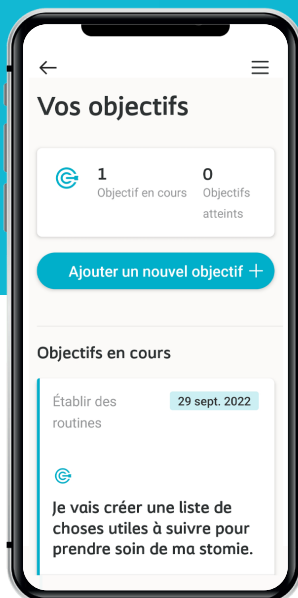 Vos objectifs
1
Objectif en cours
0
Objectifs
atteints
Ajouter un nouvel objectif +
Objectifs en cours
Établir des
routines
29 sept. 2022
Je vais créer une liste de
choses utiles à suivre pour
prendre soin de ma stomie.